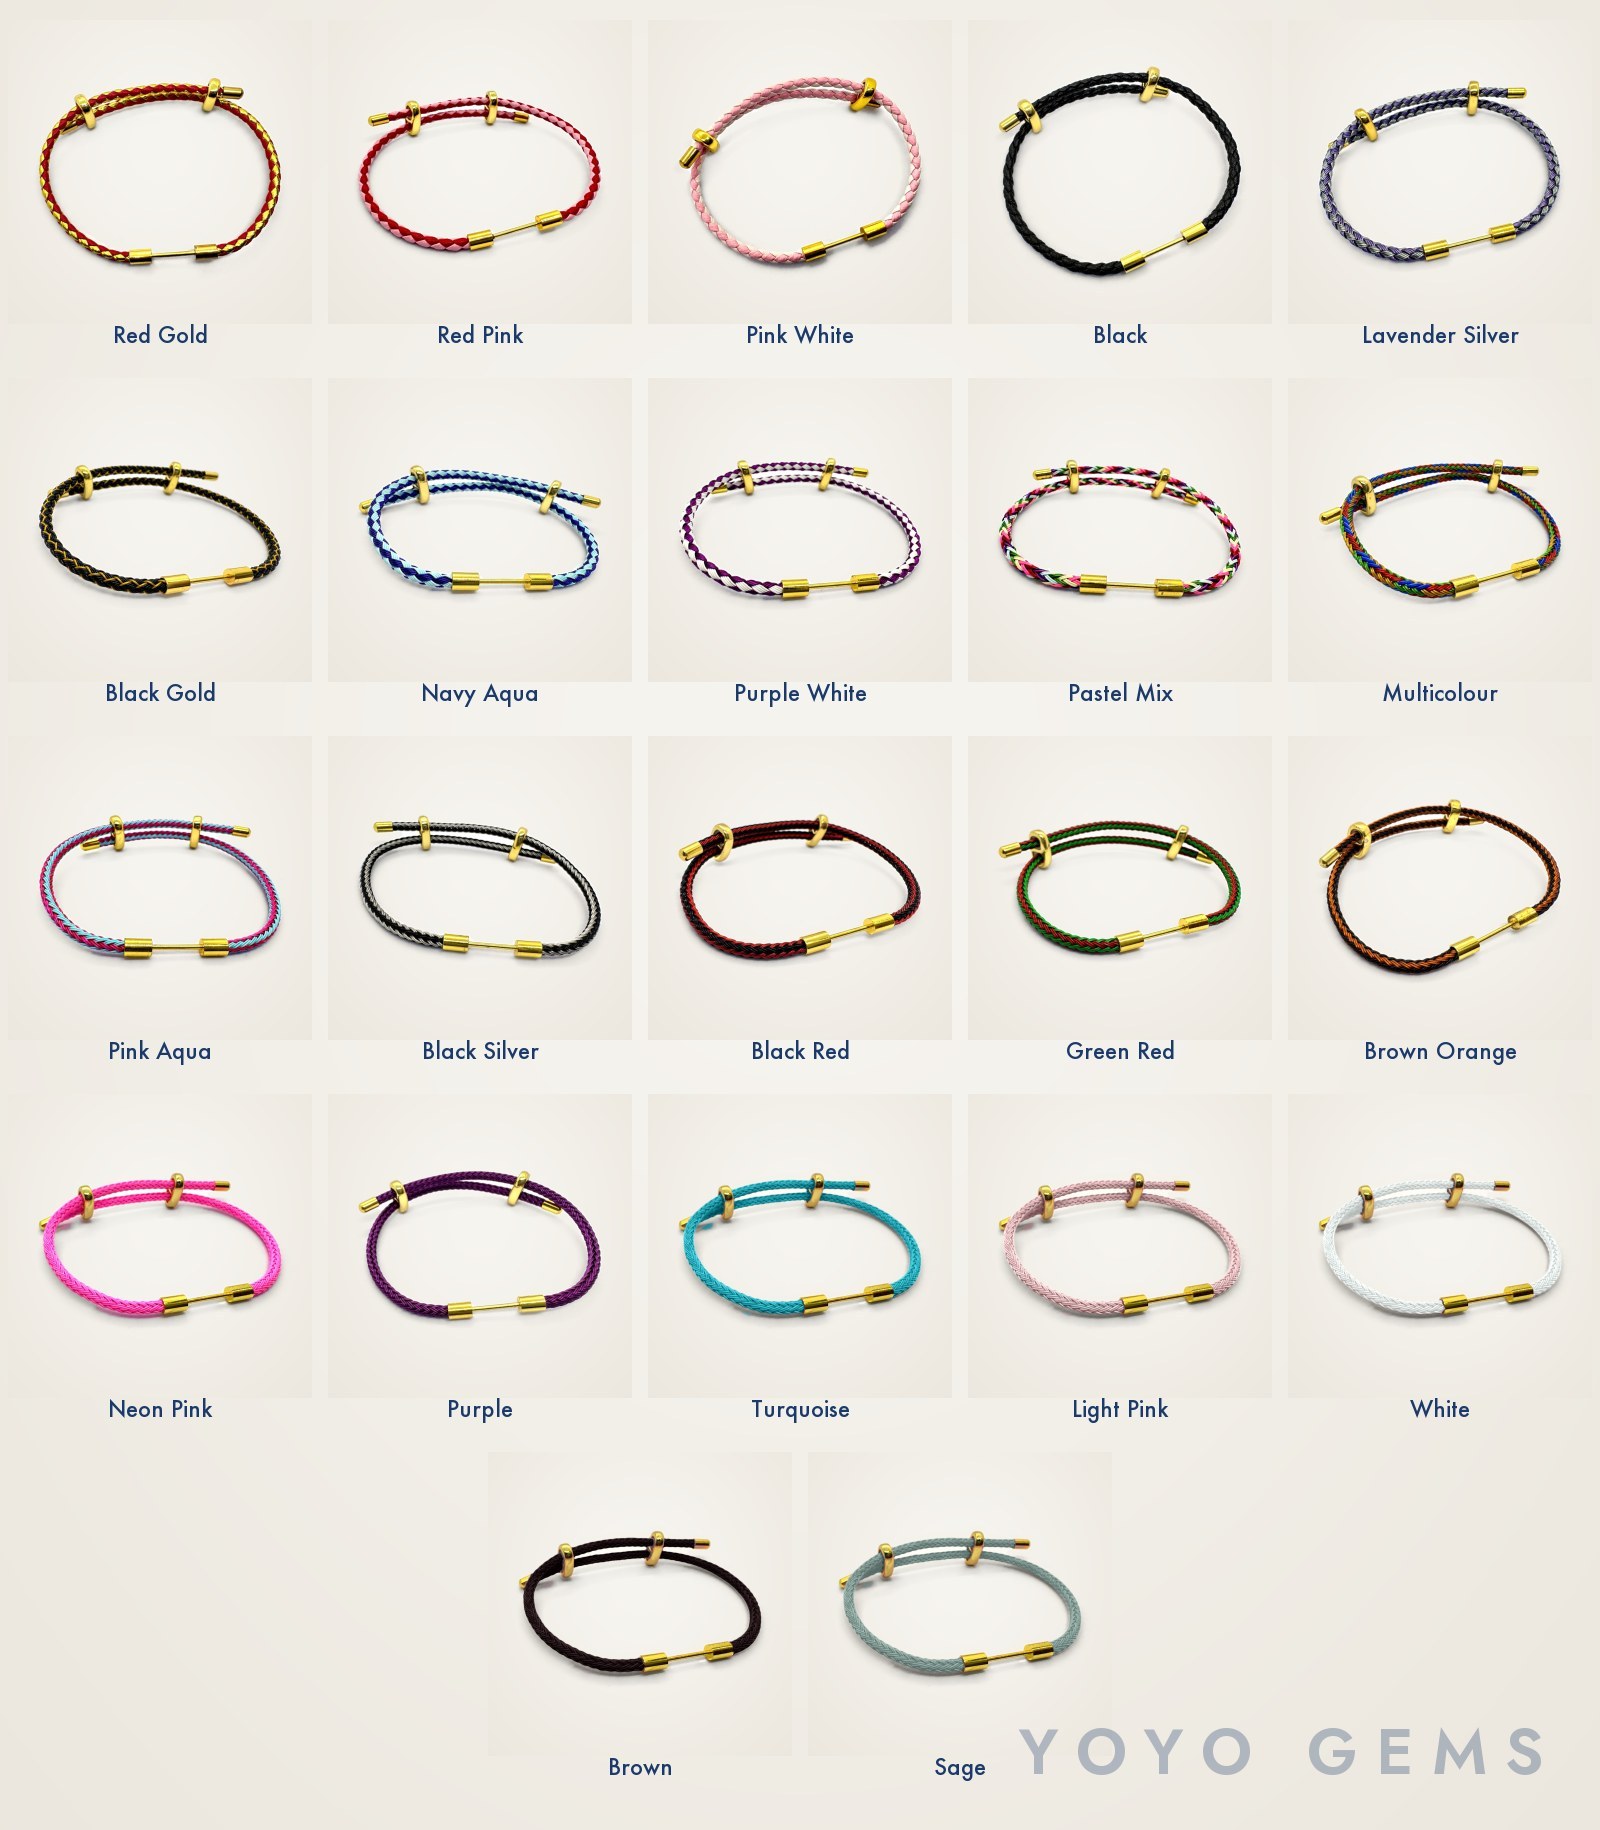 Red Gold
Red Pink
Pink White
Black
Lavender Silver
Black Gold
Navy Aqua
Purple White
Pastel Mix
Multicolour
Pink Aqua
Black Silver
Black Red
Green Red
Brown Orange
Neon Pink
Purple
Turquoise
Light Pink
White
Brown
Sage
YOYO GEMS